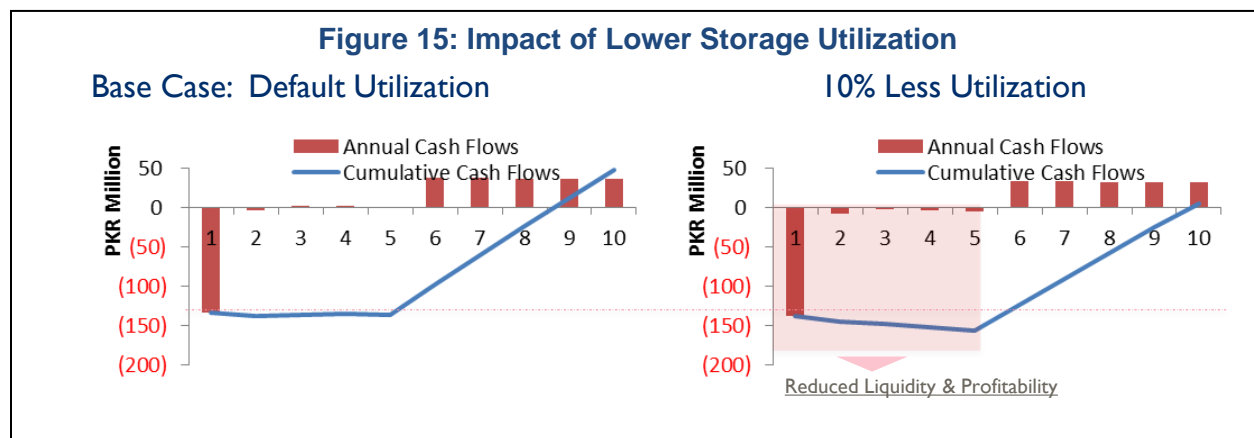 Figure 15: Impact of Lower Storage Utilization
Base Case: Default Utilization
PKR Million
Annual Cash Flows
Cumulative Cash Flows
50
0
(50)
(100)
(150)
(200)
1 2 3 4 5 6 7 8 9 10
10% Less Utilization
PKR Million
Annual Cash Flows
Cumulative Cash Flows
50
0
(50)
(100)
(150)
(200)
1 2 3 4 5 6 7 8 9 10
Reduced Liquidity & Profitability